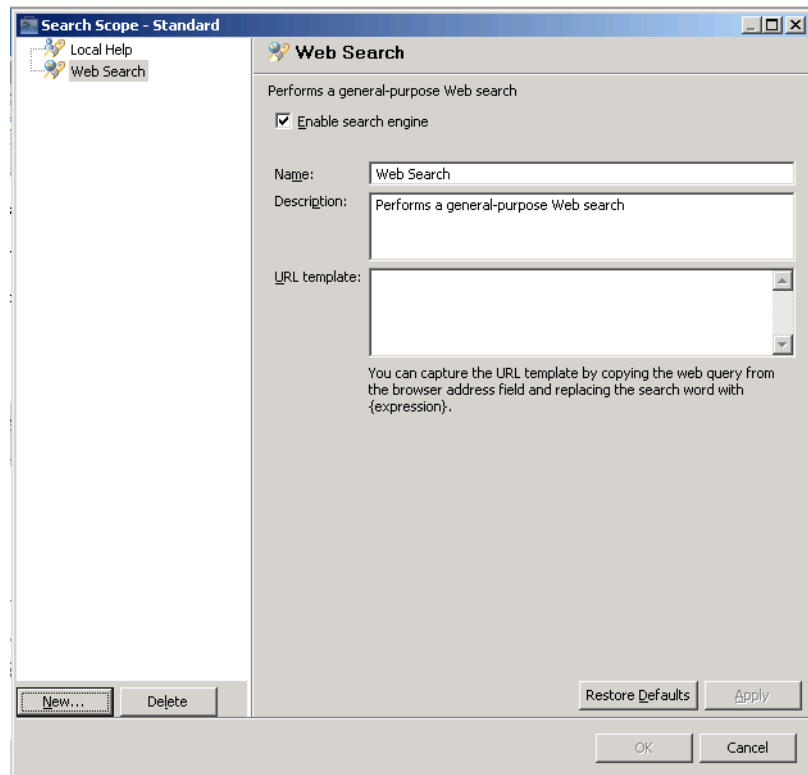 Search Scope - Standard
Local Help
Web Search
Web Search
Performs a general-purpose Web search
Enable search engine
Name:
Web Search
Description:
Performs a general-purpose Web search
URL template:
You can capture the URL template by copying the web query from
the browser address field and replacing the search word with
{expression}.
New...
Delete
Restore Defaults
Apply
OK
Cancel